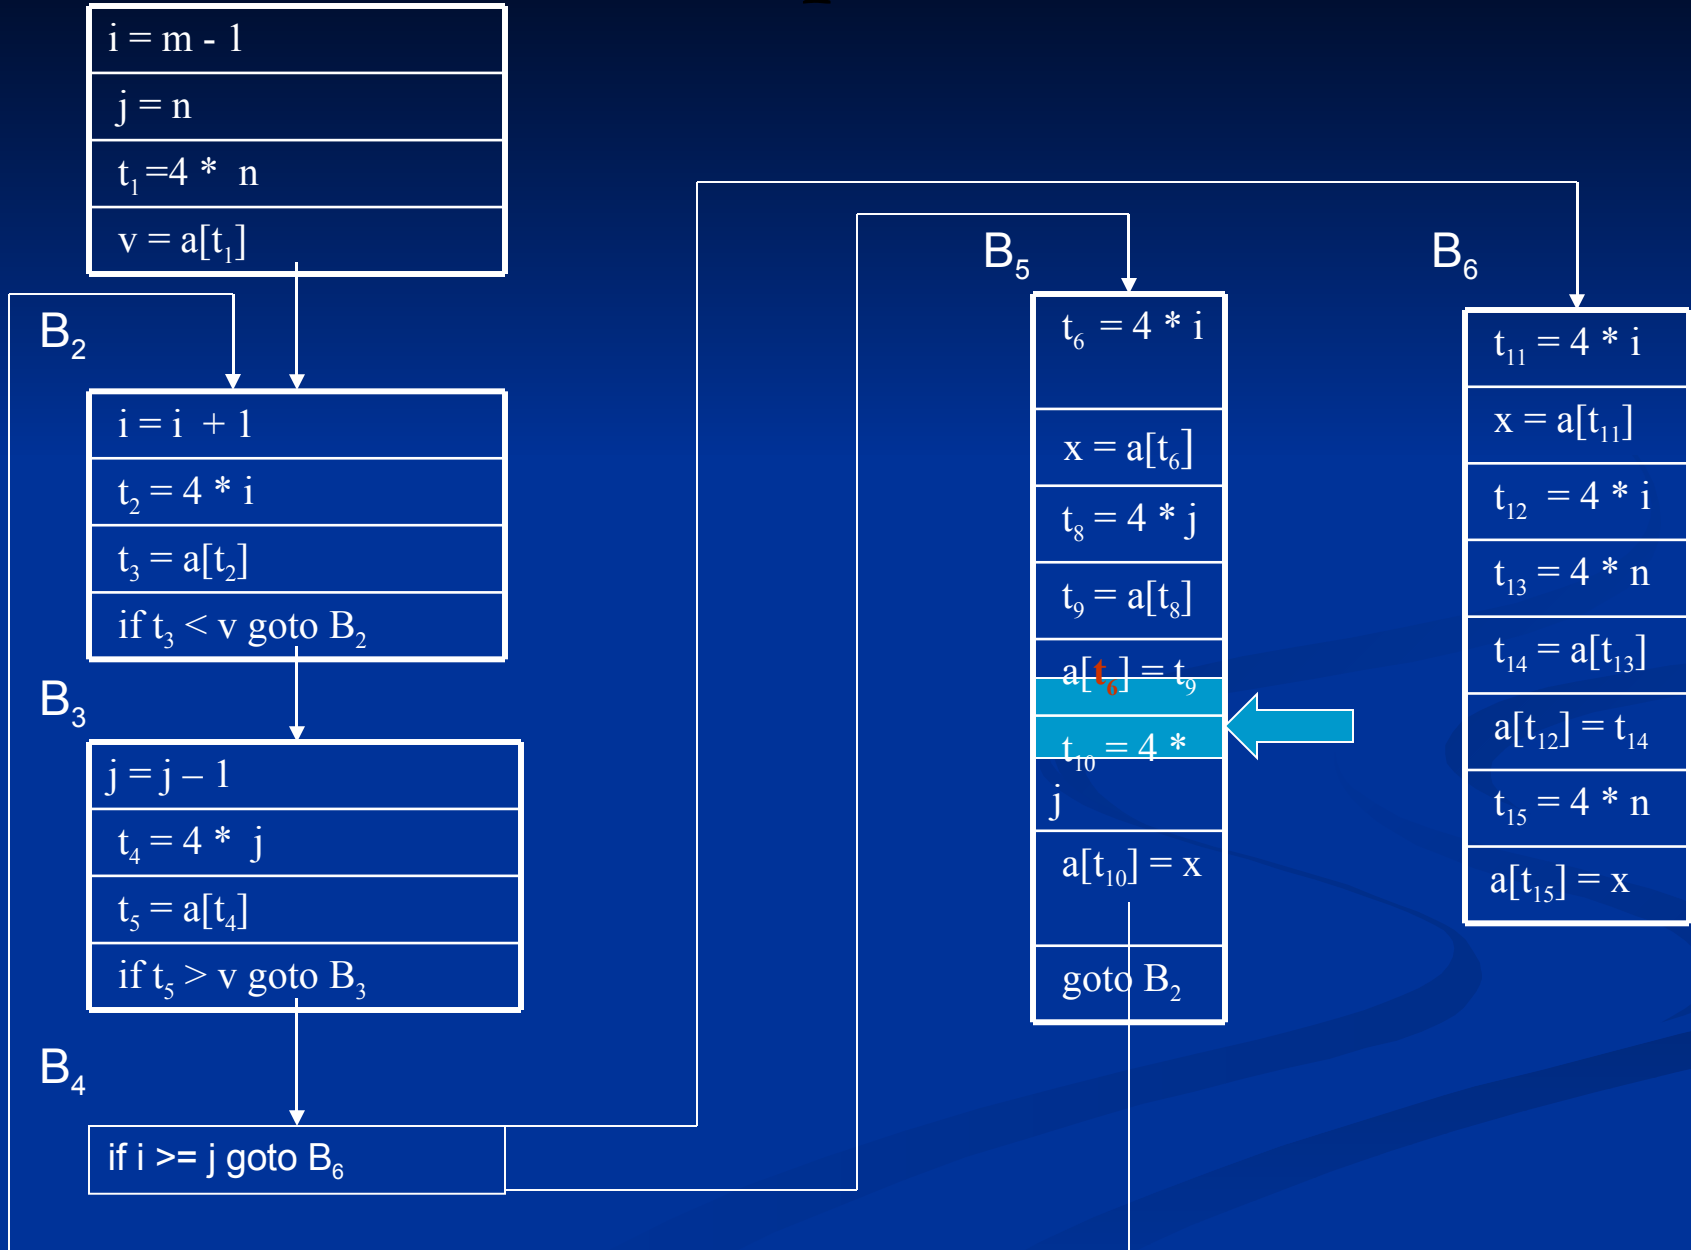 i = m - 1
j = n
t₁=4 * n
v = a[t₁]
B₂
i = i + 1
t₂ = 4 * i
t₃ = a[t₂]
if t₃ < v goto B₂
B₃
j = j – 1
t₄ = 4 * j
t₅ = a[t₄]
if t₅ > v goto B₃
B₄
if i >= j goto B₆
B₅
t₆ = 4 * i
x = a[t₆]
t₈ = 4 * j
t₉ = a[t₈]
a[t₆] = t₉
t₁₀ = 4 *
j
a[t₁₀] = x
goto B₂
B₆
t₁₁ = 4 * i
x = a[t₁₁]
t₁₂ = 4 * i
t₁₃ = 4 * n
t₁₄ = a[t₁₃]
a[t₁₂] = t₁₄
t₁₅ = 4 * n
a[t₁₅] = x